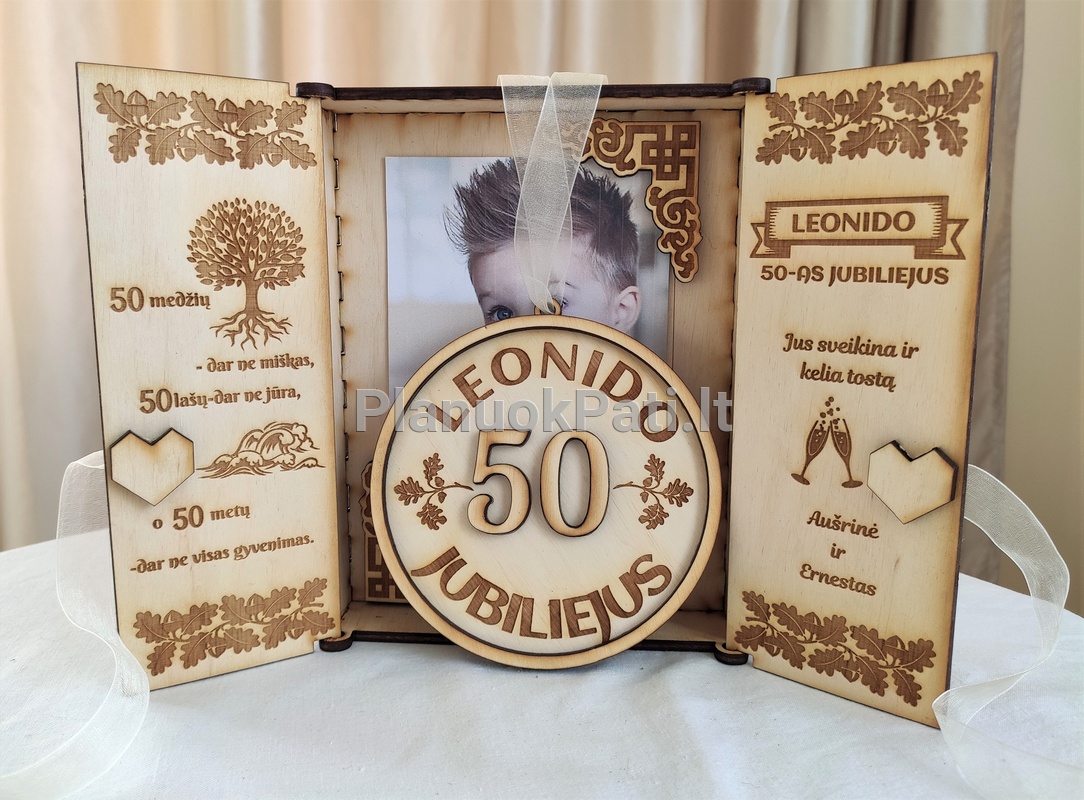 50 medžių
- dar ne miškas,
50 lašų-dar ne jūra,
o 50 metų
-dar ne visas gyvenimas.
LEONIDO
50
JUBILIEJUS
PlanuokPati.lt
LEONIDO
50-ĄS JUBILIEJUS
Jus sveikina ir
kelia tostą
Aušrinė
ir
Ernestas